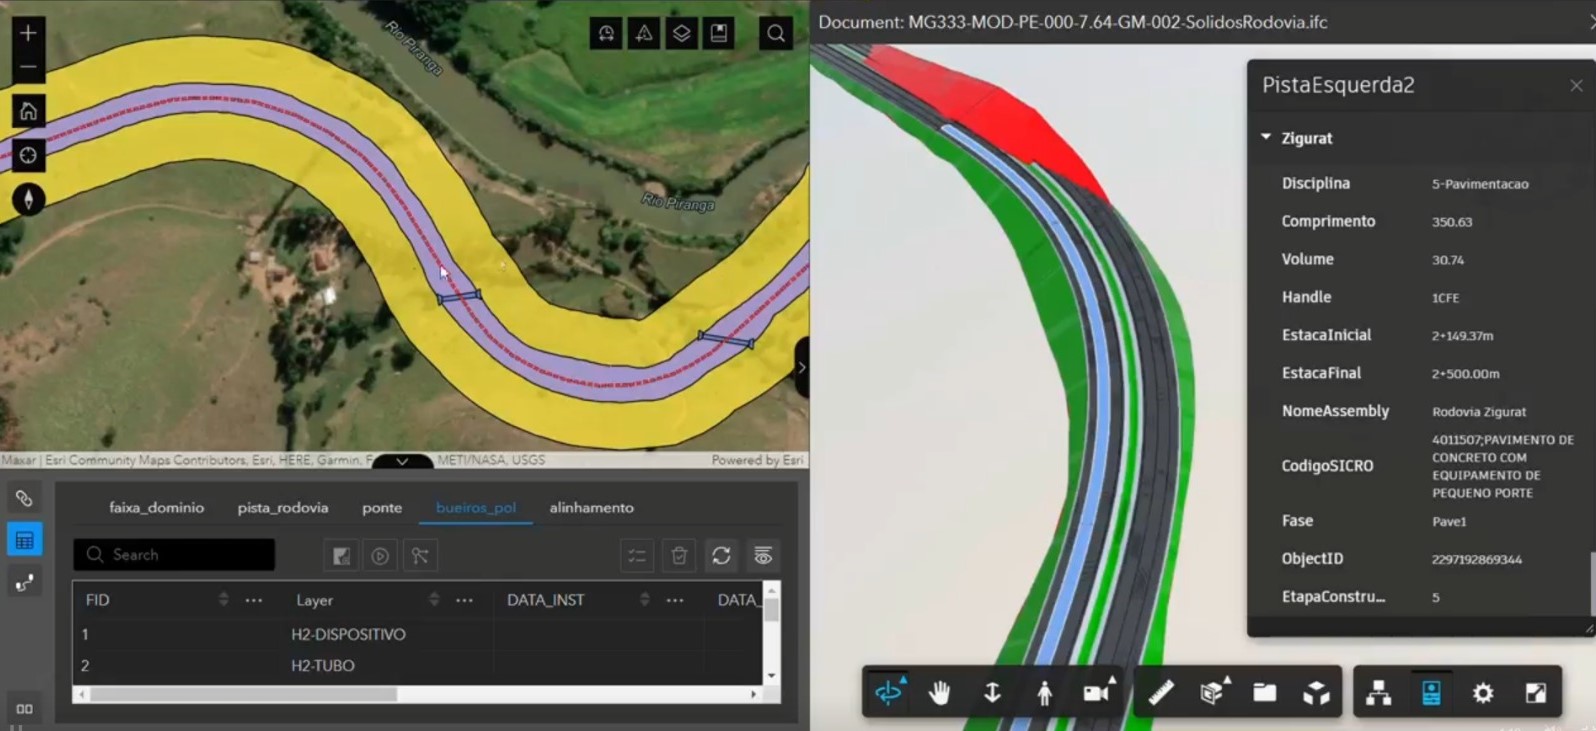 Rio Piranga
Rio Piranga
Maxar | Esri Community Maps Contributors, Esri, HERE, Garmin, F
METI/NASA, USGS
Powered by Esri
faixa_dominio
pista_rodovia
ponte
bueiros_pol
alinhamento
Search
FID
Layer
DATA_INST
DATA_
1
H2-DISPOSITIVO
2
H2-TUBO
Document: MG333-MOD-PE-000-7.64-GM-002-SolidosRodovia.ifc
PistaEsquerda2
Zigurat
Disciplina 5-Pavimentacao
Comprimento 350.63
Volume 30.74
Handle 1CFE
EstacaInicial 2+149.37m
EstacaFinal 2+500.00m
NomeAssembly Rodovia Zigurat
CodigoSICRO 4011507;PAVIMENTO DE
CONCRETO COM
EQUIPAMENTO DE
PEQUENO PORTE
Fase Pave1
ObjectID 2297192869344
EtapaConstru... 5